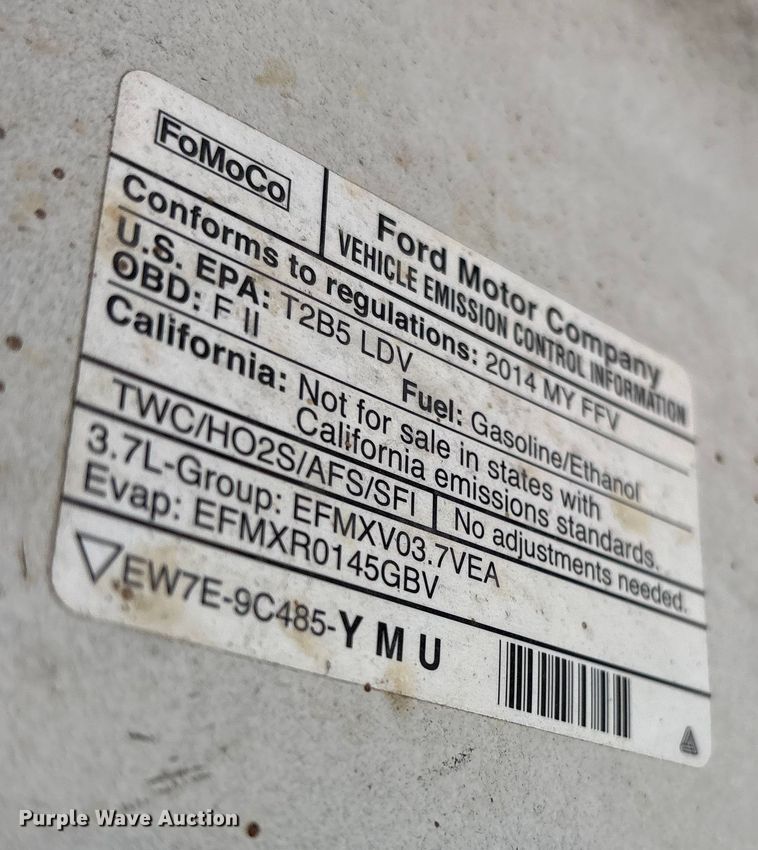 FoMoCo
Ford Motor Company
VEHICLE EMISSION CONTROL INFORMATION
Conforms to regulations: 2014 MY FFV
U.S. EPA: T2B5 LDV
OBD: F II Fuel: Gasoline/Ethanol
California: Not for sale in states with
California emissions standards.
TWC/HO2S/AFS/SFI No adjustments needed.
3.7L-Group: EFMXV03.7VEA
Evap: EFMXR0145GBV
EW7E-9C485-YMU
Purple Wave Auction